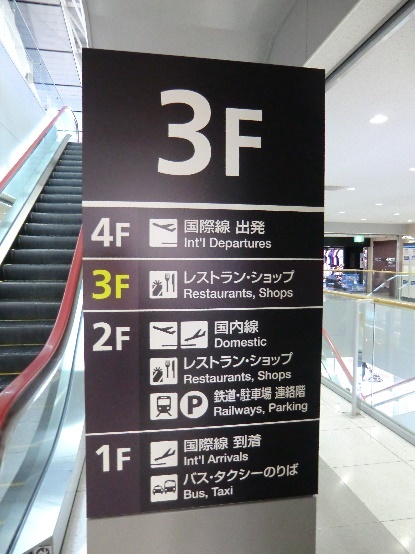 3F
4F
国際線 出発
Int'l Departures
3F
レストラン・ショップ
Restaurants, Shops
2F
国内線
Domestic
レストラン・ショップ
Restaurants, Shops
P
鉄道・駐車場 連絡階
Railways, Parking
1F
国際線 到着
Int'l Arrivals
バス・タクシーのりば
Bus, Taxi